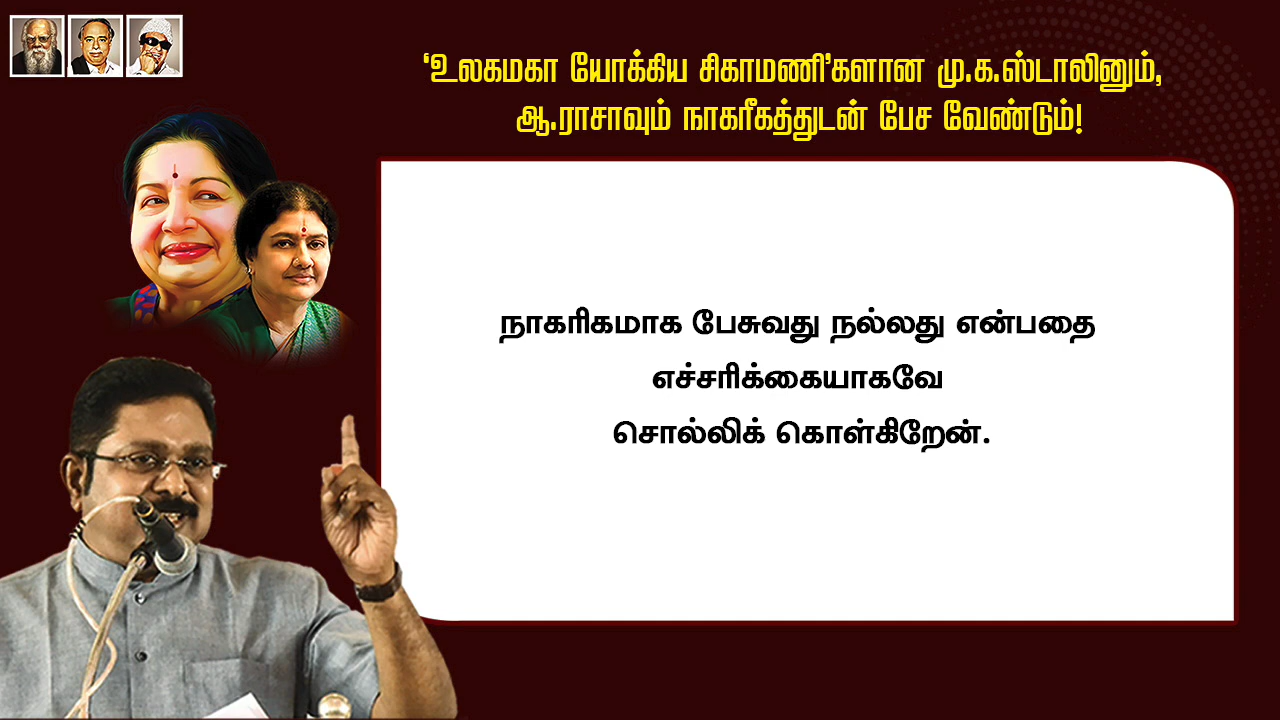 ‘உலகமகா யோக்கிய சிகாமணி’களான மு.க.ஸ்டாலினும்,
ஆ.ராசாவும் நாகரீகத்துடன் பேச வேண்டும்!
நாகரிகமாக பேசுவது நல்லது என்பதை
எச்சரிக்கையாகவே
சொல்லிக் கொள்கிறேன்.